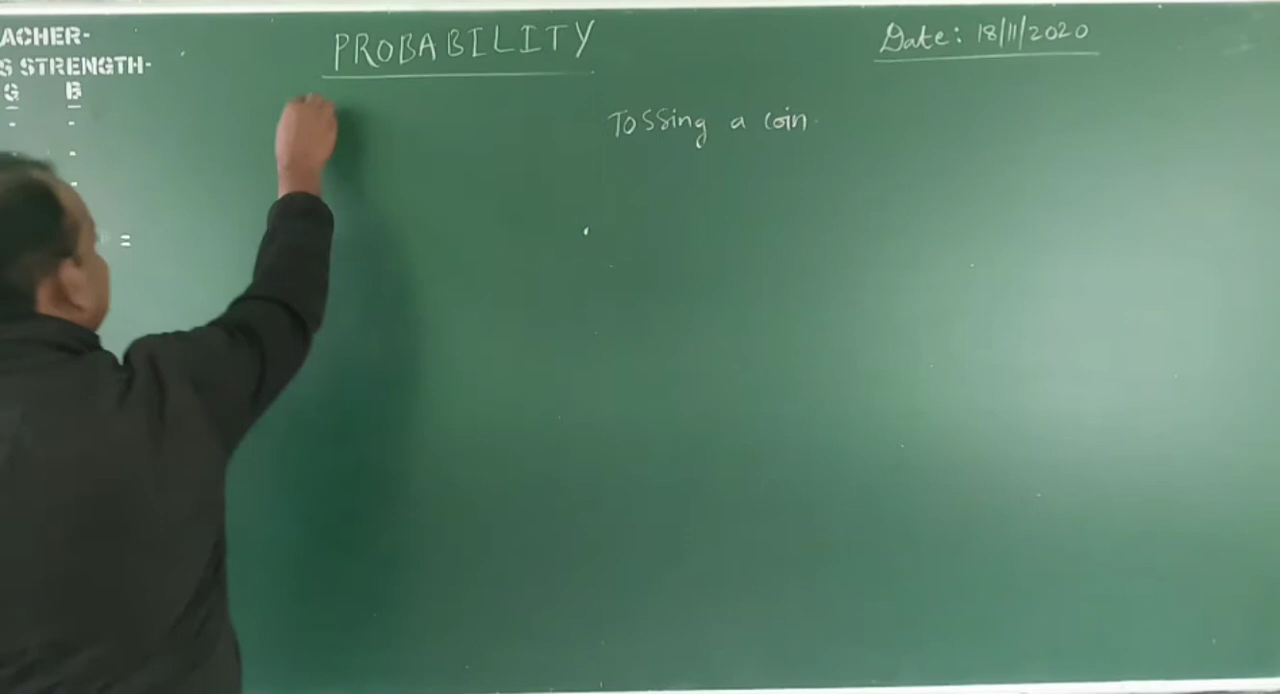 ACHER-
S STRENGTH-
G B
- -
-
-
=
PROBABILITY
Date: 18/11/2020
Tossing a coin.